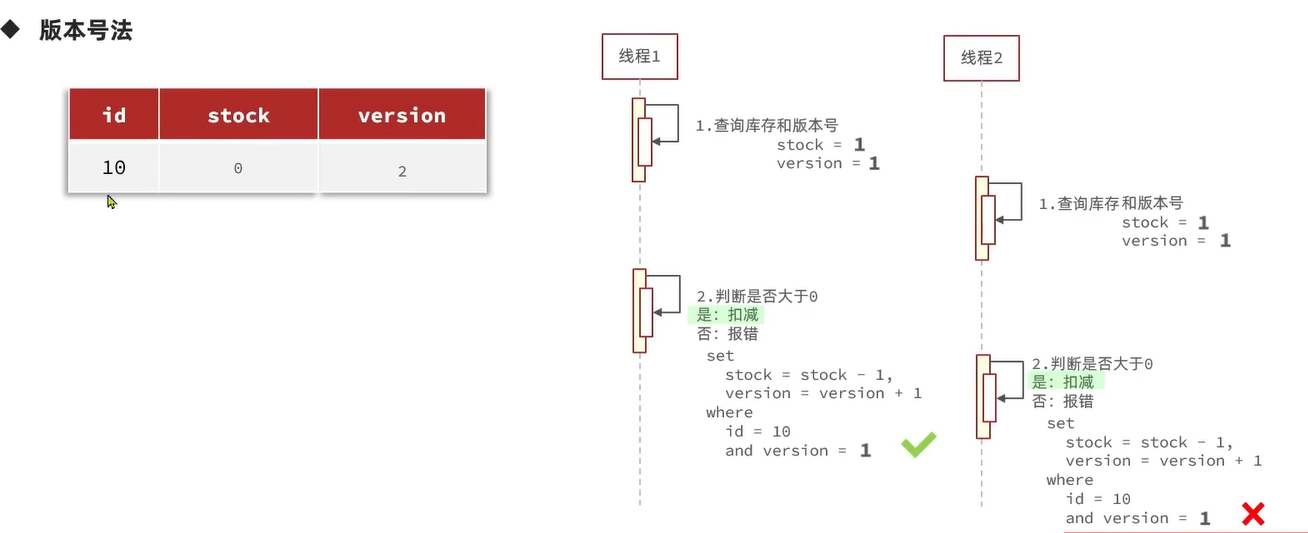 版本号法
id stock version
10 0 2
线程1
1.查询库存和版本号
stock = 1
version = 1
2.判断是否大于0
是: 扣减
否: 报错
set
stock = stock - 1,
version = version + 1
where
id = 10
and version = 1
线程2
1.查询库存和版本号
stock = 1
version = 1
2.判断是否大于0
是: 扣减
否: 报错
set
stock = stock - 1,
version = version + 1
where
id = 10
and version = 1